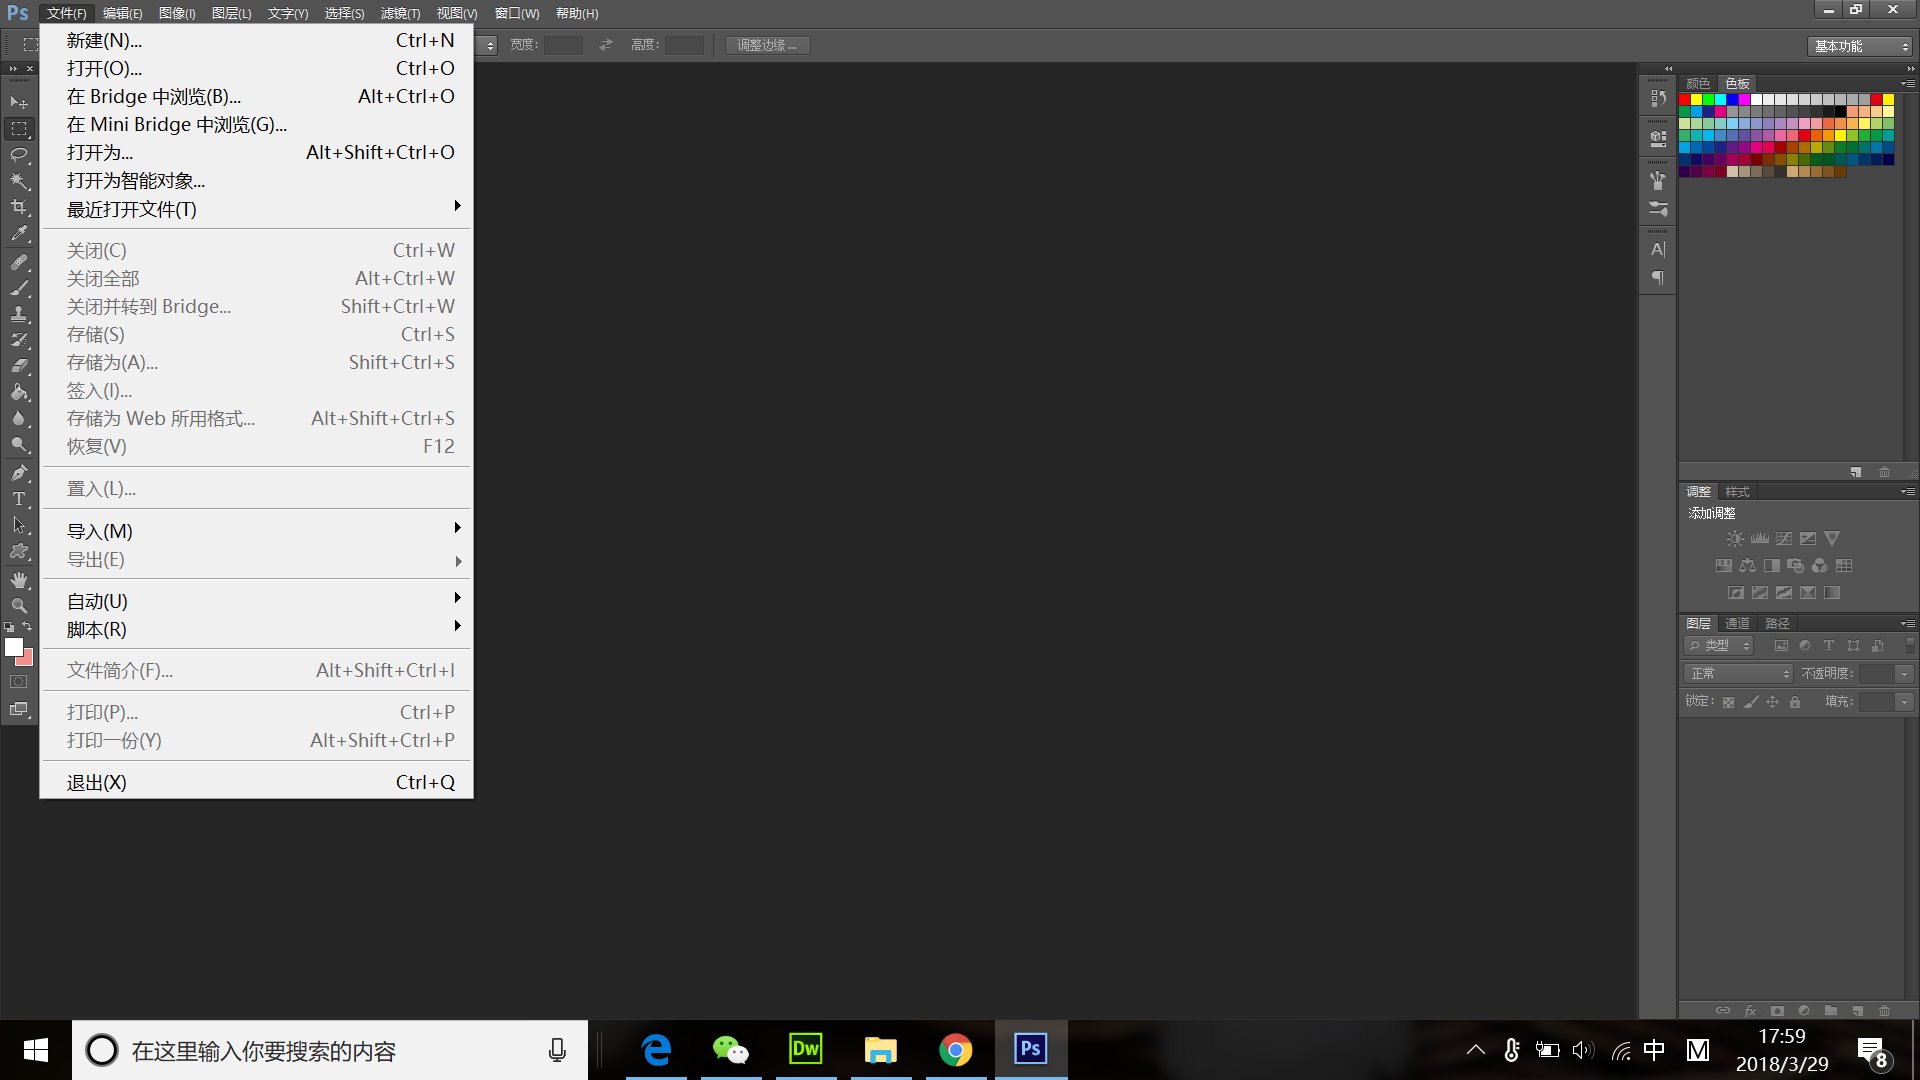 Ps 文件(F) 编辑(E) 图像(I) 图层(L) 文字(Y) 选择(S) 滤镜(T) 视图(V) 窗口(W) 帮助(H)
宽度: 高度: 调整边缘... 基本功能
新建(N)... Ctrl+N
打开(O)... Ctrl+O
在 Bridge 中浏览(B)... Alt+Ctrl+O
在 Mini Bridge 中浏览(G)...
打开为... Alt+Shift+Ctrl+O
打开为智能对象...
最近打开文件(T)
关闭(C) Ctrl+W
关闭全部 Alt+Ctrl+W
关闭并转到 Bridge... Shift+Ctrl+W
存储(S) Ctrl+S
存储为(A)... Shift+Ctrl+S
签入(I)...
存储为 Web 所用格式... Alt+Shift+Ctrl+S
恢复(V) F12
置入(L)...
导入(M)
导出(E)
自动(U)
脚本(R)
文件简介(F)... Alt+Shift+Ctrl+I
打印(P)... Ctrl+P
打印一份(Y) Alt+Shift+Ctrl+P
退出(X) Ctrl+Q
颜色 色板
调整 样式
添加调整
图层 通道 路径
类型
正常 不透明度:
锁定: 填充:
fx
在这里输入你要搜索的内容
Dw
Ps
中
M
17:59
2018/3/29
8